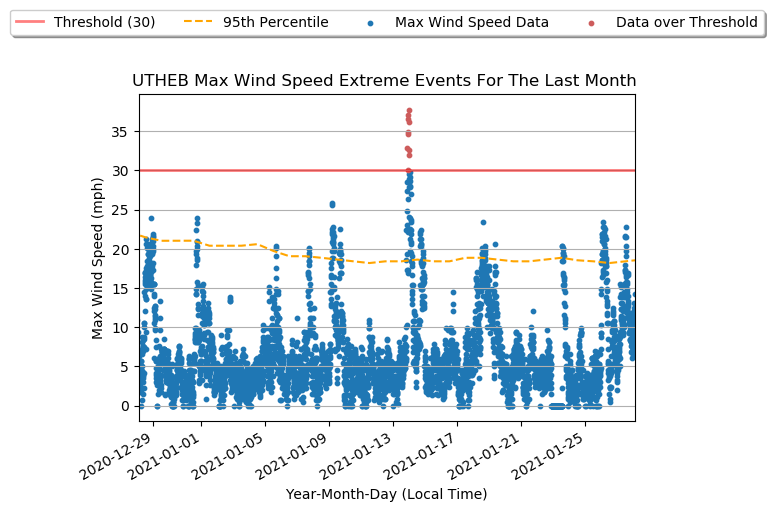 Threshold (30) 95th Percentile Max Wind Speed Data Data over Threshold
UTHEB Max Wind Speed Extreme Events For The Last Month
Max Wind Speed (mph)
35
30
25
20
15
10
5
0
2020-12-29 2021-01-01 2021-01-05 2021-01-09 2021-01-13 2021-01-17 2021-01-21 2021-01-25
Year-Month-Day (Local Time)